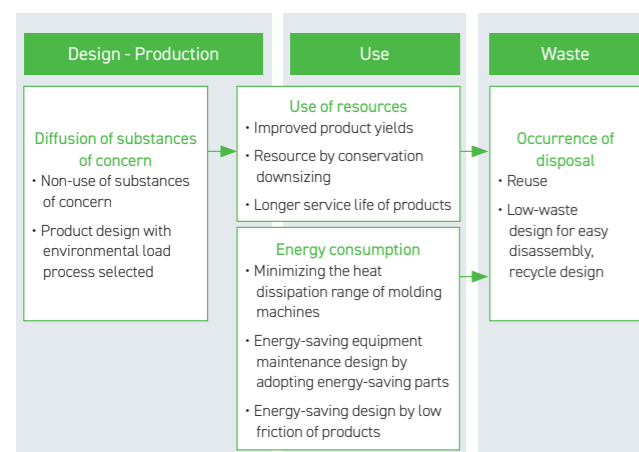 Design - Production
Use
Waste
Diffusion of substances
of concern
・Non-use of substances
of concern
・Product design with
environmental load
process selected
Use of resources
・Improved product yields
・Resource by conservation
downsizing
・Longer service life of products
Energy consumption
・Minimizing the heat
dissipation range of molding
machines
・Energy-saving equipment
maintenance design by
adopting energy-saving parts
・Energy-saving design by low
friction of products
Occurrence of
disposal
・Reuse
・Low-waste
design for easy
disassembly,
recycle design